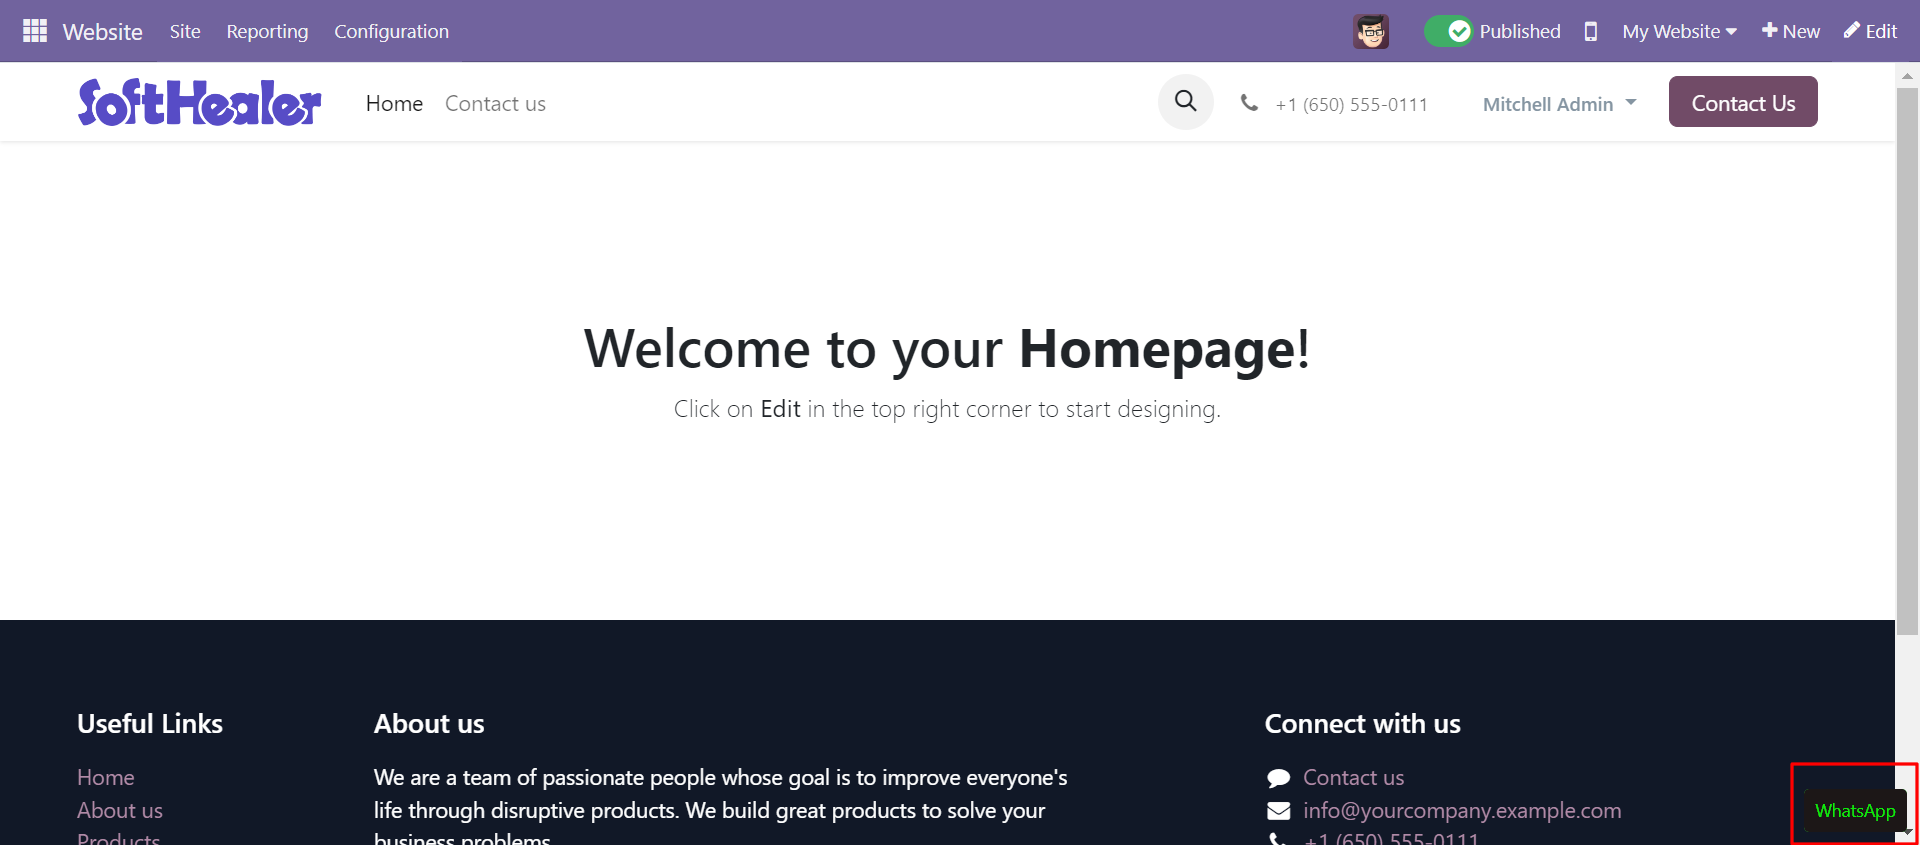 Website Site Reporting Configuration Published My Website New Edit
SoftHealer Home Contact us +1 (650) 555-0111 Mitchell Admin Contact Us
Welcome to your Homepage!
Click on Edit in the top right corner to start designing.
Useful Links
Home
About us
Products
About us
We are a team of passionate people whose goal is to improve everyone's
life through disruptive products. We build great products to solve your
business problems.
Connect with us
Contact us
info@yourcompany.example.com
+1 (650) 555-0111
WhatsApp